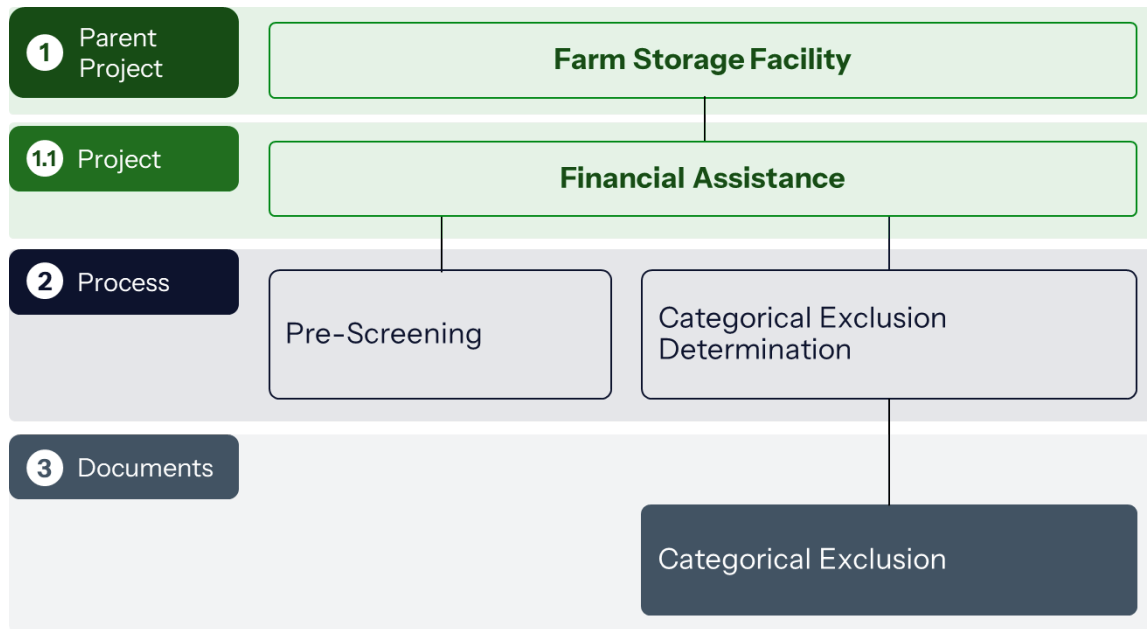 1
Parent
Project
Farm Storage Facility
1.1
Project
Financial Assistance
2
Process
Pre-Screening
Categorical Exclusion
Determination
3
Documents
Categorical Exclusion